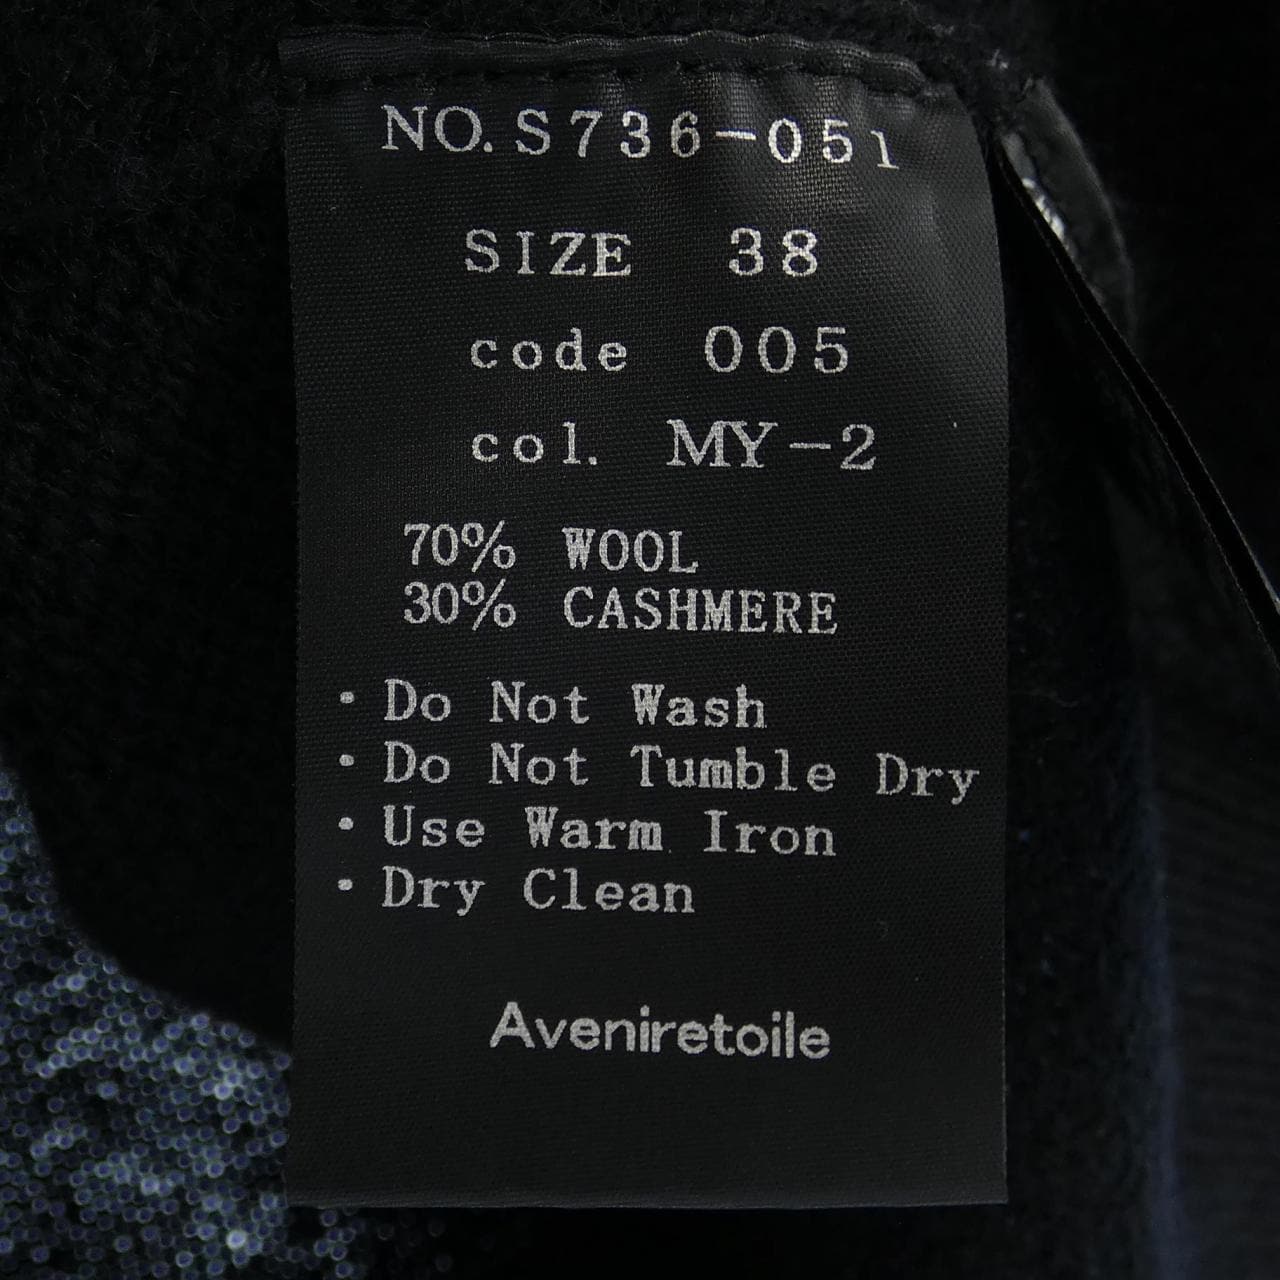 NO. S736-051
SIZE 38
code 005
col. MY-2
70% WOOL
30% CASHMERE
・Do Not Wash
・Do Not Tumble Dry
・Use Warm Iron
・Dry Clean
Aveniretoile